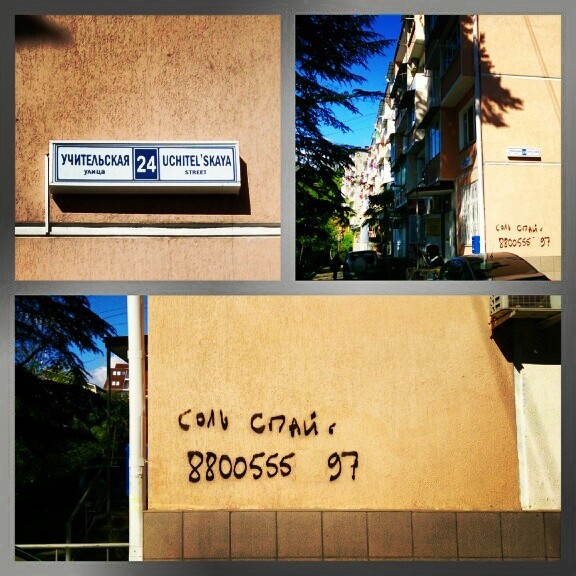 УЧИТЕЛЬСКАЯ 24 UCHITEL'SKAYA
улица STREET
соль СПАй
8800555 97
соль СПАй
8800555 97